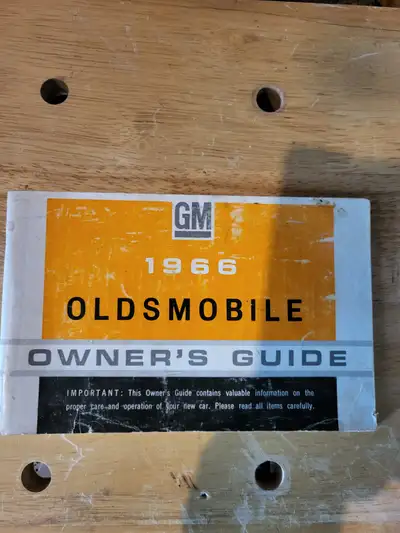 GM
1966
OLDSMOBILE
OWNER'S GUIDE
IMPORTANT: This Owner's Guide contains valuable information on the
proper care and operation of your new car. Please read all items carefully.